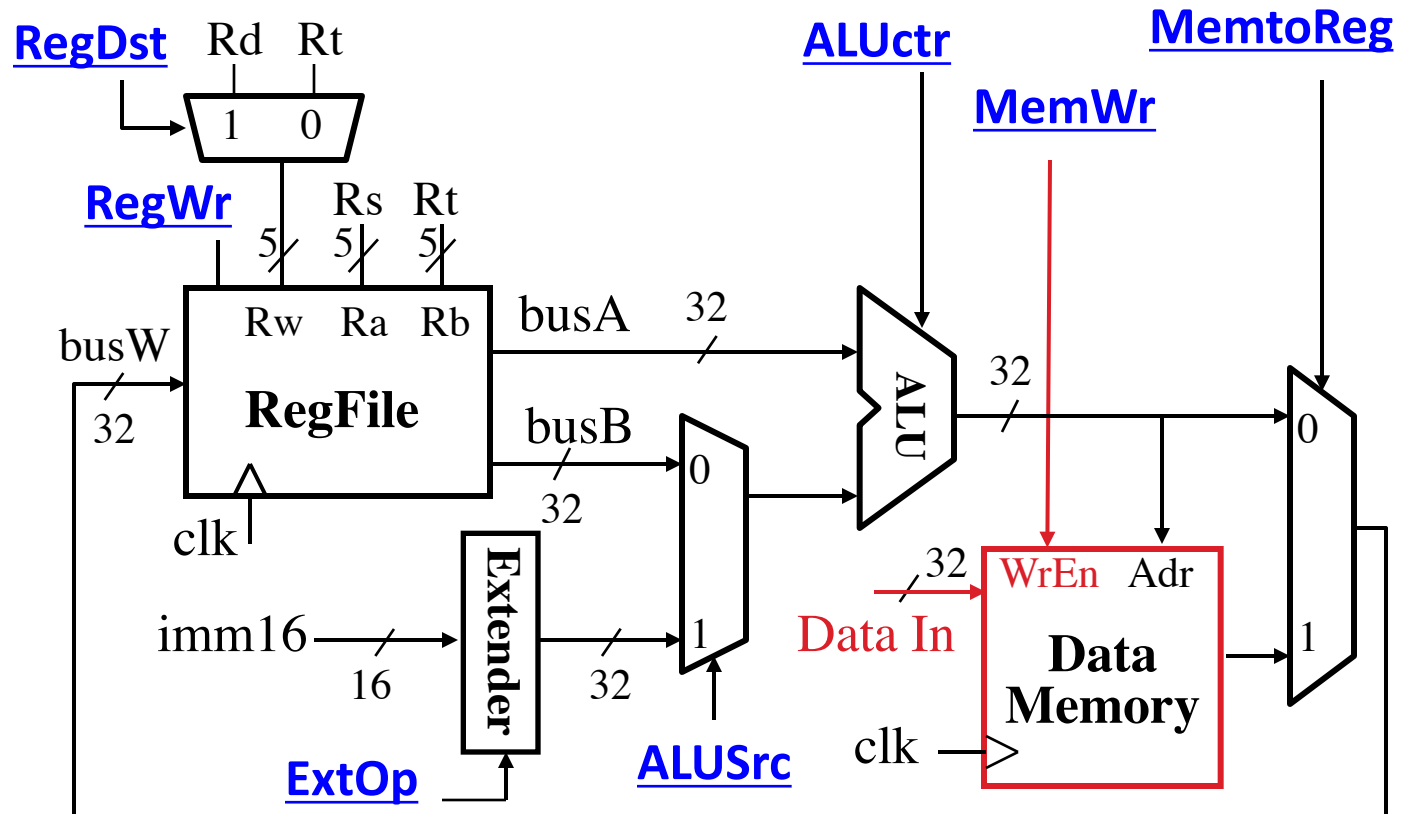 RegDst
Rd Rt
ALUctr
MemtoReg
MemWr
1 0
RegWr
Rs Rt
5 5 5
Rw Ra Rb
busW
32
RegFile
clk
busA
32
busB
32
0
1
ALU
32
0
1
Extender
imm16
16
32
ExtOp
ALUSrc
32
WrEn Adr
Data In
Data
Memory
clk